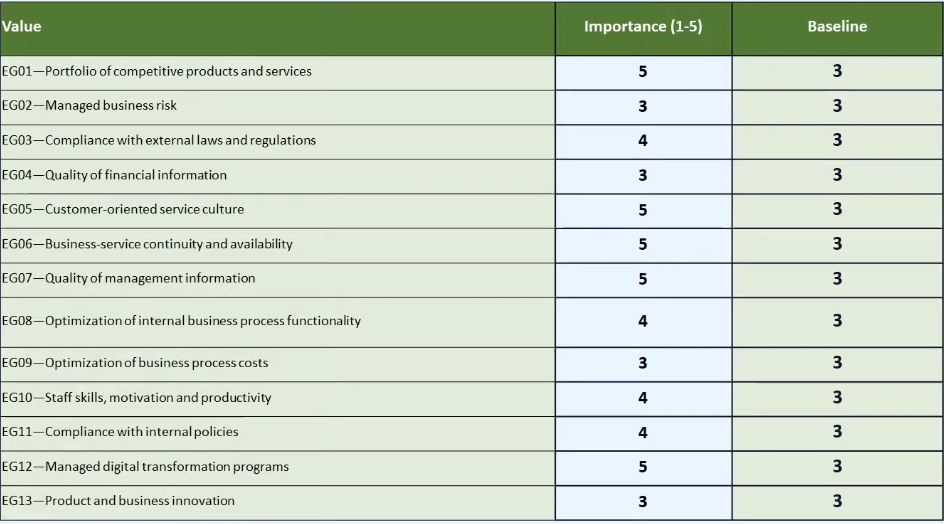 Value Importance (1-5) Baseline
EG01—Portfolio of competitive products and services 5 3
EG02—Managed business risk 3 3
EG03—Compliance with external laws and regulations 4 3
EG04—Quality of financial information 3 3
EG05—Customer-oriented service culture 5 3
EG06—Business-service continuity and availability 5 3
EG07—Quality of management information 5 3
EG08—Optimization of internal business process functionality 4 3
EG09—Optimization of business process costs 3 3
EG10—Staff skills, motivation and productivity 4 3
EG11—Compliance with internal policies 4 3
EG12—Managed digital transformation programs 5 3
EG13—Product and business innovation 3 3